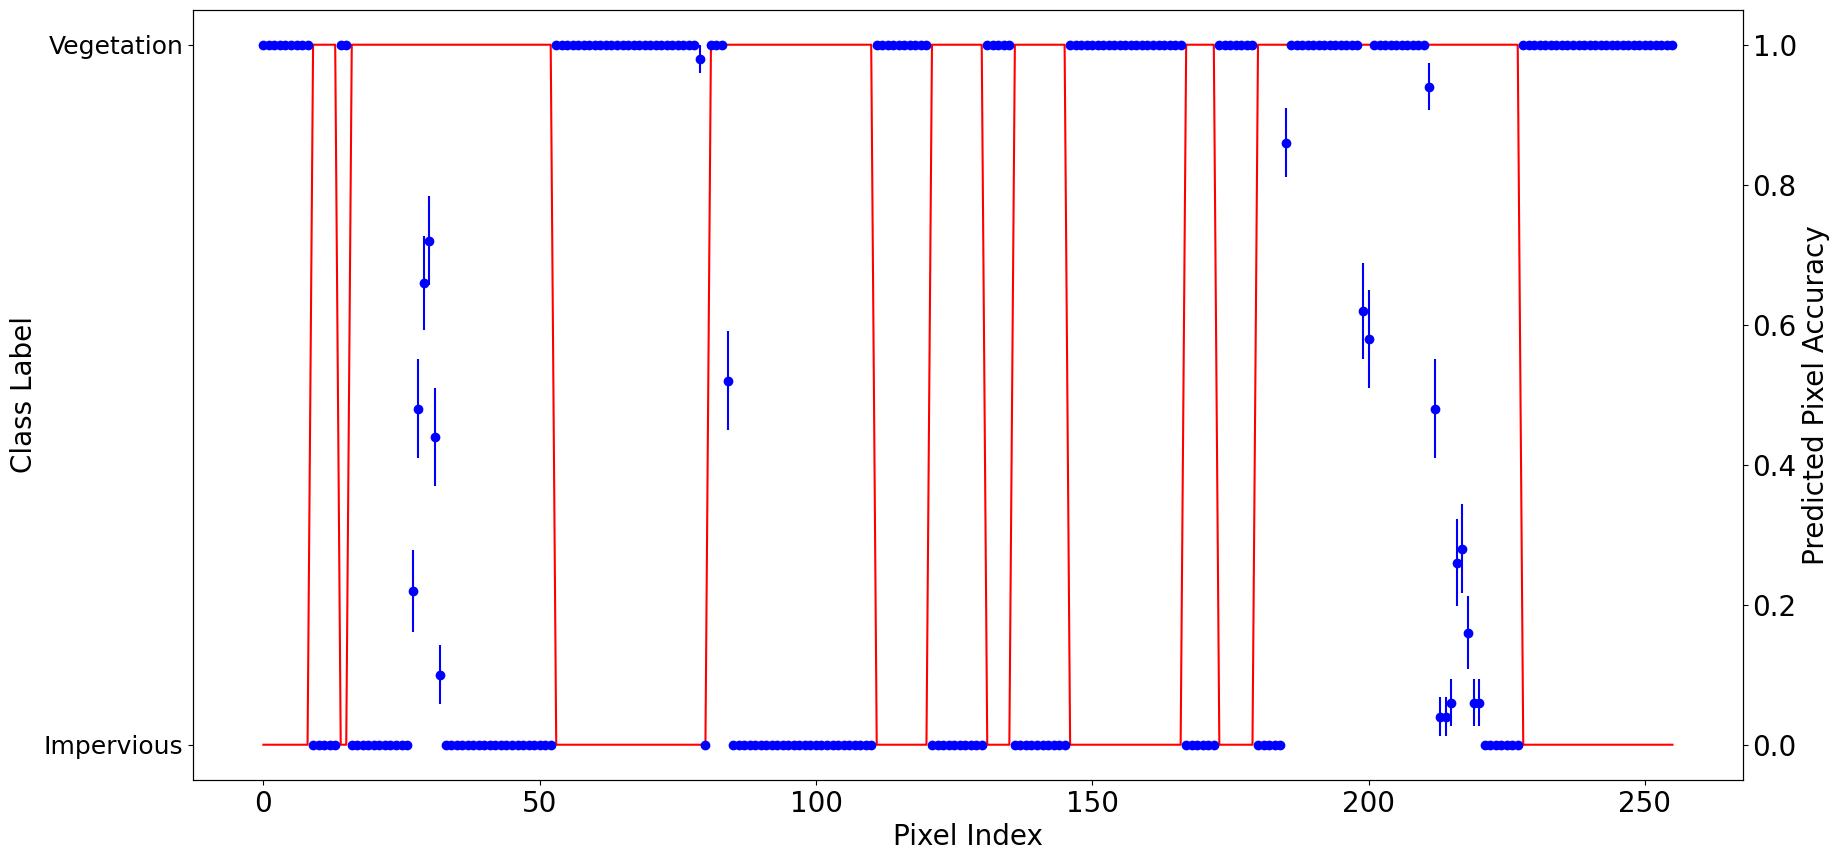 Vegetation
Impervious
Class Label
1.0
0.8
0.6
0.4
0.2
0.0
Predicted Pixel Accuracy
0 50 100 150 200 250
Pixel Index